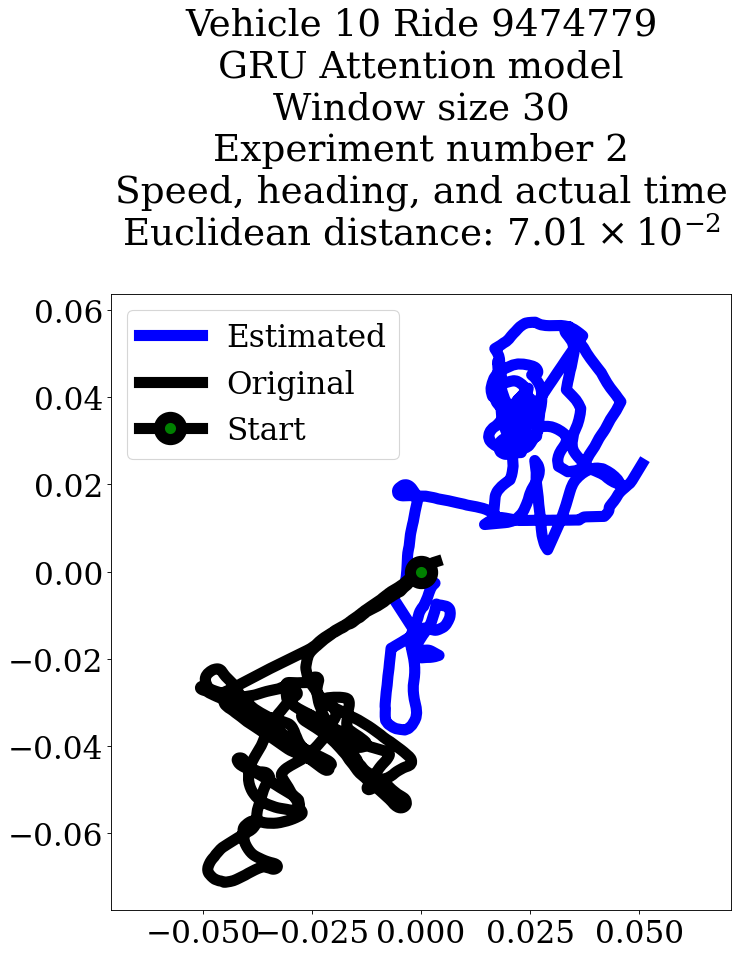 Vehicle 10 Ride 9474779
GRU Attention model
Window size 30
Experiment number 2
Speed, heading, and actual time
Euclidean distance: 7.01 × 10⁻²
Estimated
Original
Start
0.06
0.04
0.02
0.00
−0.02
−0.04
−0.06
−0.050 −0.025 0.000 0.025 0.050